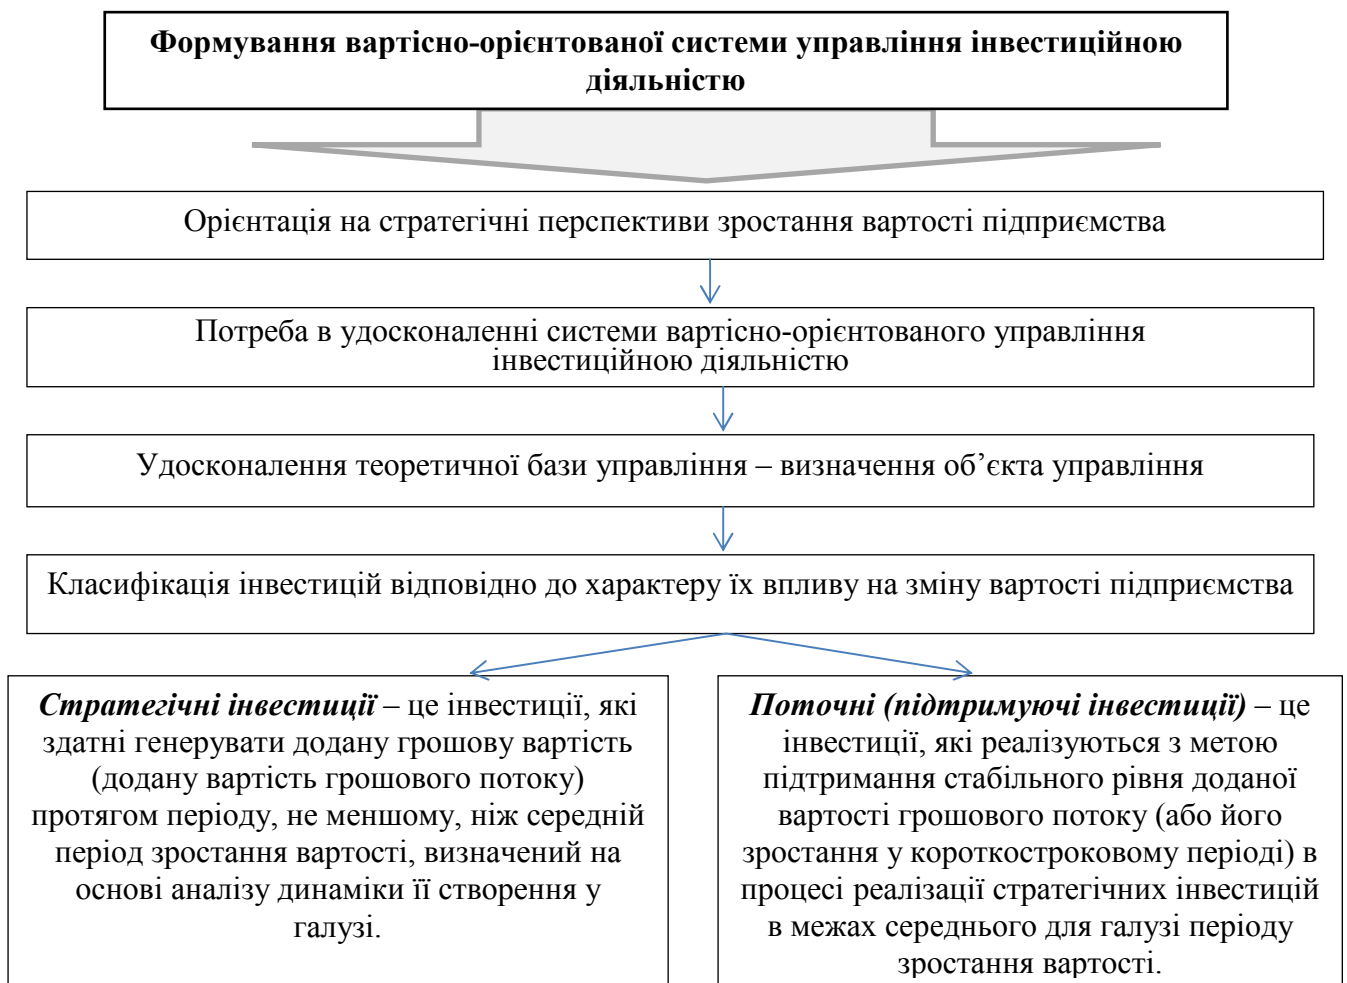 Формування вартісно-орієнтованої системи управління інвестиційною
діяльністю
Орієнтація на стратегічні перспективи зростання вартості підприємства
Потреба в удосконаленні системи вартісно-орієнтованого управління
інвестиційною діяльністю
Удосконалення теоретичної бази управління – визначення об’єкта управління
Класифікація інвестицій відповідно до характеру їх впливу на зміну вартості підприємства
Стратегічні інвестиції – це інвестиції, які
здатні генерувати додану грошову вартість
(додану вартість грошового потоку)
протягом періоду, не меншому, ніж середній
період зростання вартості, визначений на
основі аналізу динаміки її створення у
галузі.
Поточні (підтримуючі інвестиції) – це
інвестиції, які реалізуються з метою
підтримання стабільного рівня доданої
вартості грошового потоку (або його
зростання у короткостроковому періоді) в
процесі реалізації стратегічних інвестицій
в межах середнього для галузі періоду
зростання вартості.